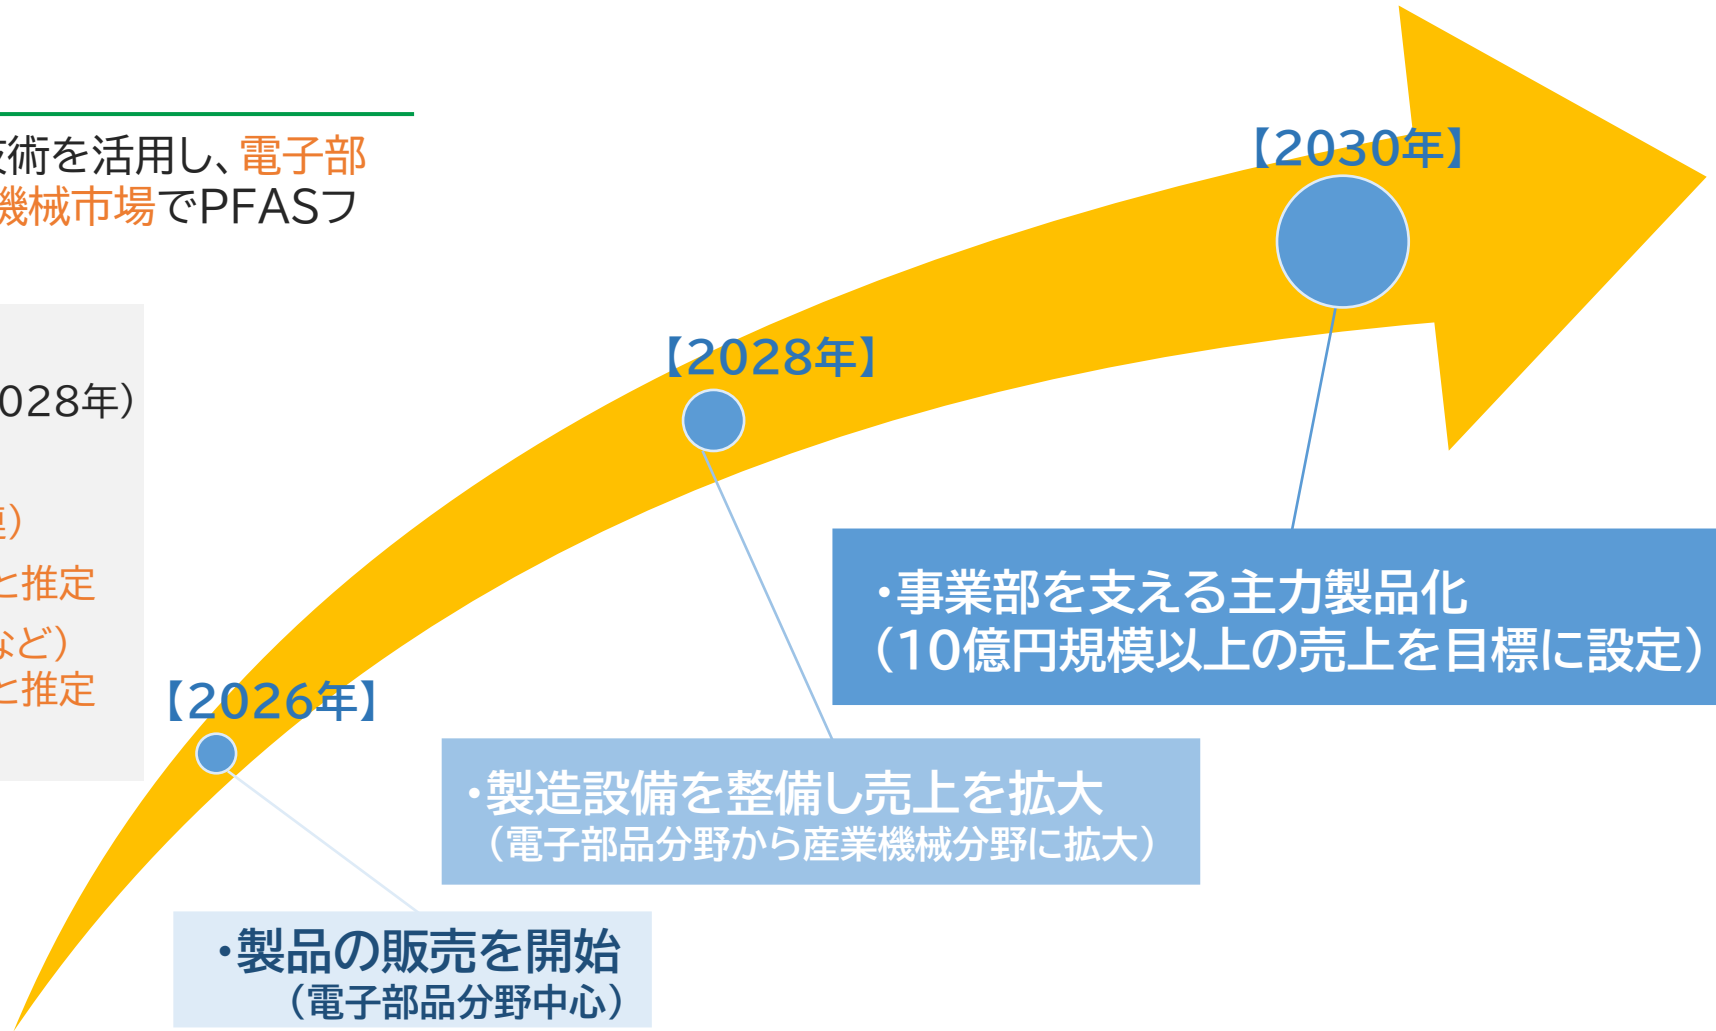 技術を活用し、電子部
機械市場でPFASフ
028年）
）
と推定
など）
と推定
【2030年】
【2028年】
【2026年】
・事業部を支える主力製品化
（10億円規模以上の売上を目標に設定）
・製造設備を整備し売上を拡大
（電子部品分野から産業機械分野に拡大）
・製品の販売を開始
（電子部品分野中心）